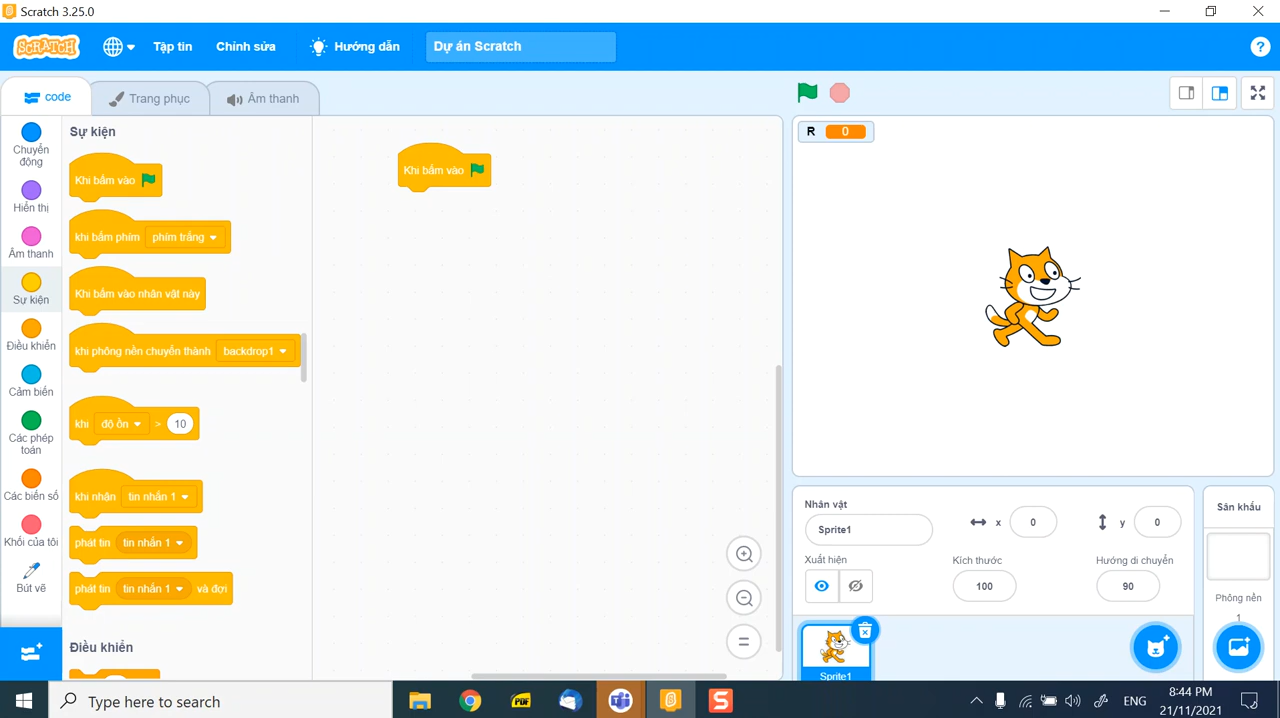 Scratch 3.25.0
SCRATCH
Tập tin
Chỉnh sửa
Hướng dẫn
Dự án Scratch
?
code
Trang phục
Âm thanh
Chuyển động
Hiển thị
Âm thanh
Sự kiện
Điều khiển
Cảm biến
Các phép toán
Các biến số
Khối của tôi
Bút vẽ
Sự kiện
Khi bấm vào
khi bấm phím phím trắng
Khi bấm vào nhân vật này
khi phông nền chuyển thành backdrop1
khi độ ồn > 10
khi nhận tin nhắn 1
phát tin tin nhắn 1
phát tin tin nhắn 1 và đợi
Điều khiển
Khi bấm vào
R 0
Nhân vật
Sprite1
x 0
y 0
Xuất hiện
Kích thước
100
Hướng di chuyển
90
Sprite1
Sân khấu
Phông nền
1
Type here to search
PDF
S
ENG
8:44 PM
21/11/2021